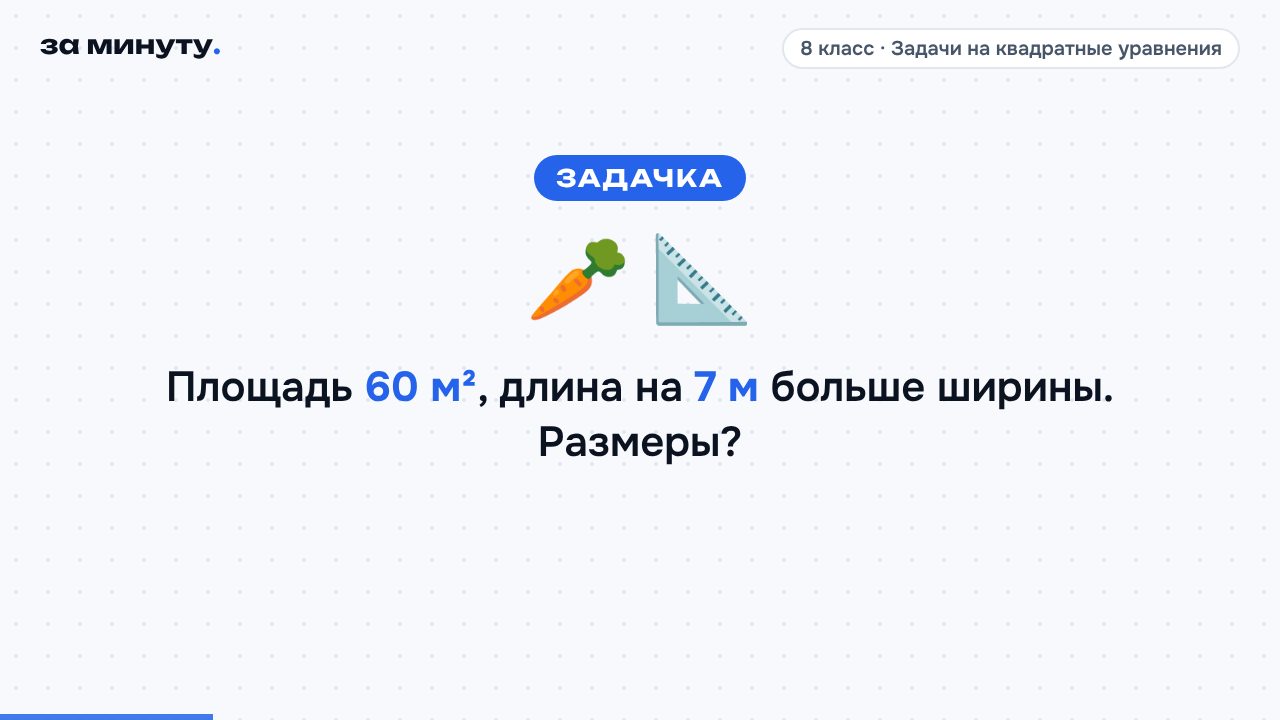 за минуту.
8 класс · Задачи на квадратные уравнения
ЗАДАЧКА
Площадь 60 м², длина на 7 м больше ширины.
Размеры?